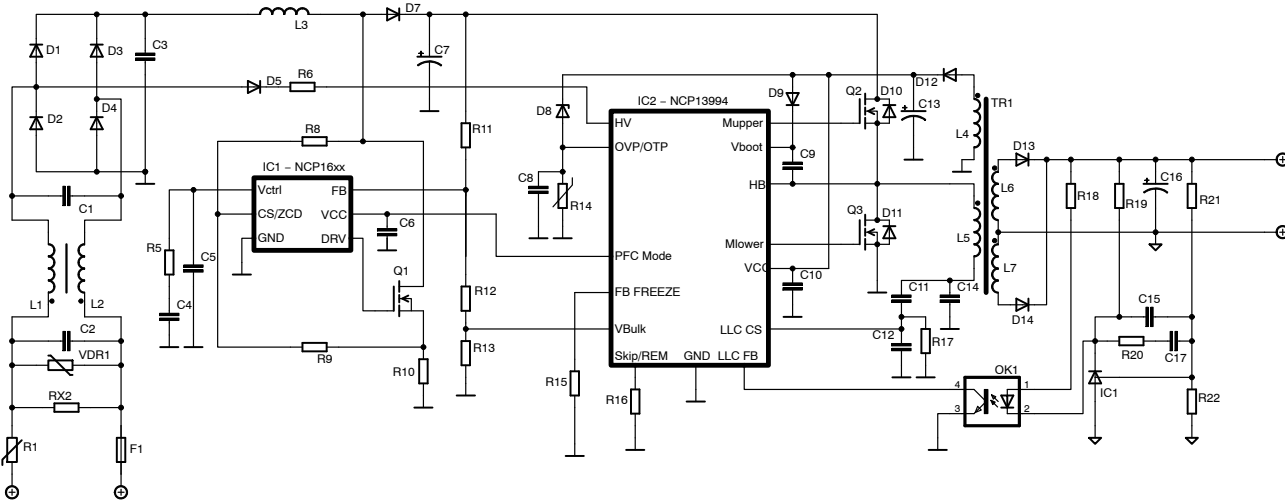 L3
D7
D1
D3
C3
C7
D5
R6
D2
D4
D8
D9
D12
Q2
D10
C13
TR1
L4
IC2 – NCP13994
HV
OVP/OTP
PFC Mode
FB FREEZE
VBulk
Skip/REM
GND
LLC FB
LLC CS
VCC
Mlower
HB
Vboot
Mupper
R8
R11
IC1 – NCP16xx
Vctrl
CS/ZCD
GND
FB
VCC
DRV
C1
C6
C8
R14
C9
Q3
D11
L5
L6
L7
D13
D14
R18
R19
C16
R21
R5
C5
C4
L1
L2
Q1
R12
C10
C11
C14
C12
R17
C15
R20
C17
C2
VDR1
R9
R10
R13
R15
R16
OK1
4
3
1
2
IC1
R22
RX2
R1
F1